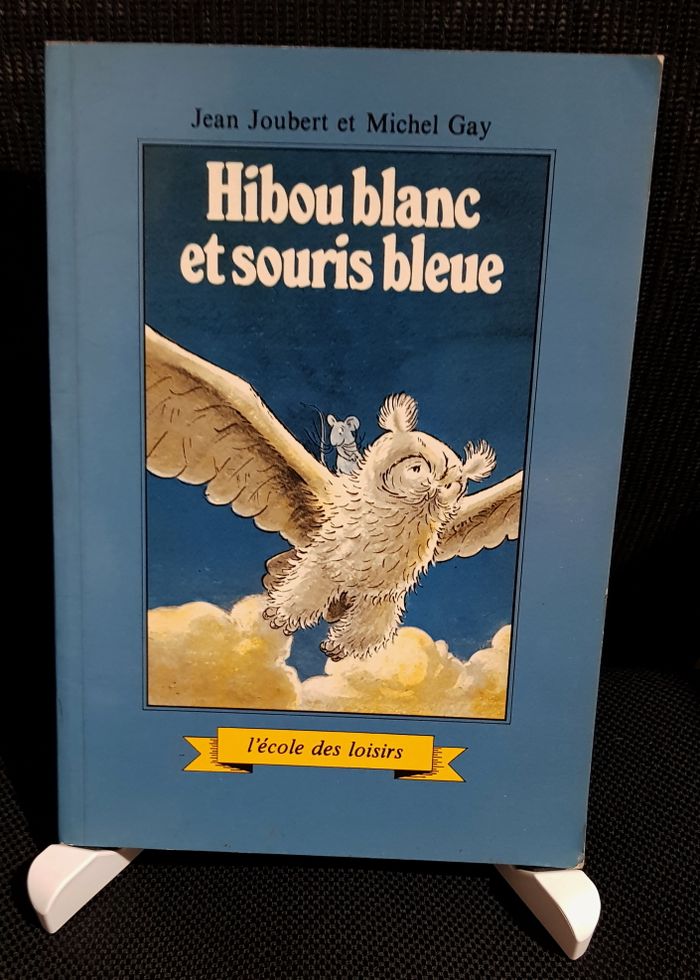 Jean Joubert et Michel Gay
Hibou blanc
et souris bleue
l'école des loisirs